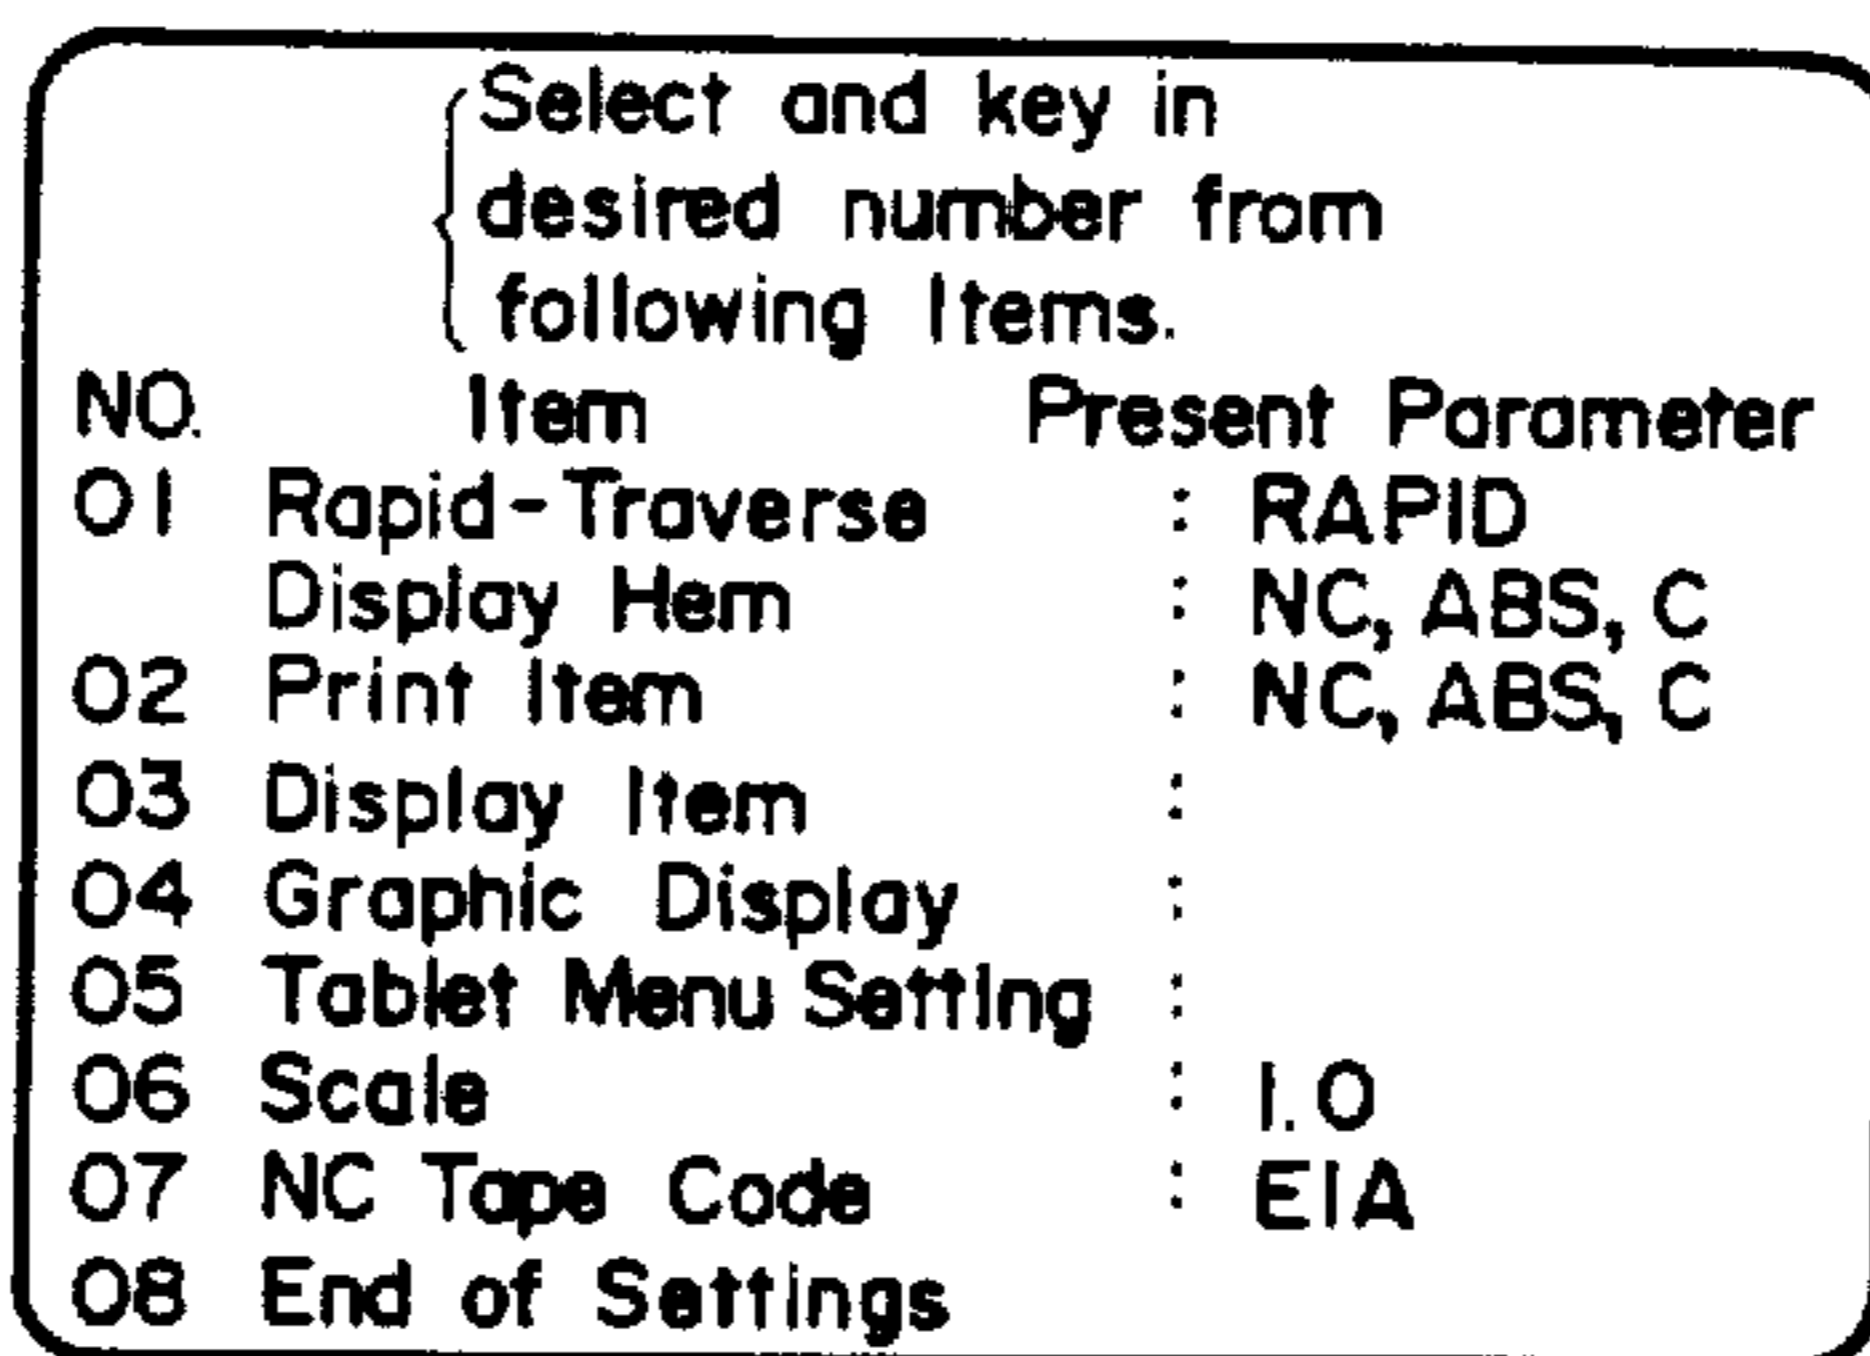 Select and key in
desired number from
following Items.
NO. Item Present Parameter
01 Rapid-Traverse : RAPID
Display Hem : NC, ABS, C
02 Print Item : NC, ABS, C
03 Display Item :
04 Graphic Display :
05 Tablet Menu Setting :
06 Scale : 1.0
07 NC Tape Code : EIA
08 End of Settings